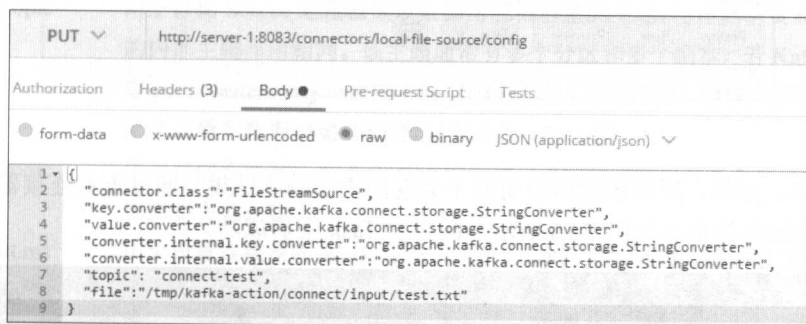 PUT http://server-1:8083/connectors/local-file-source/config
Authorization Headers (3) Body Pre-request Script Tests
form-data x-www-form-urlencoded raw binary JSON (application/json)
1 {
2 "connector.class":"FileStreamSource",
3 "key.converter":"org.apache.kafka.connect.storage.StringConverter",
4 "value.converter":"org.apache.kafka.connect.storage.StringConverter",
5 "converter.internal.key.converter":"org.apache.kafka.connect.storage.StringConverter",
6 "converter.internal.value.converter":"org.apache.kafka.connect.storage.StringConverter",
7 "topic": "connect-test",
8 "file":"/tmp/kafka-action/connect/input/test.txt"
9 }